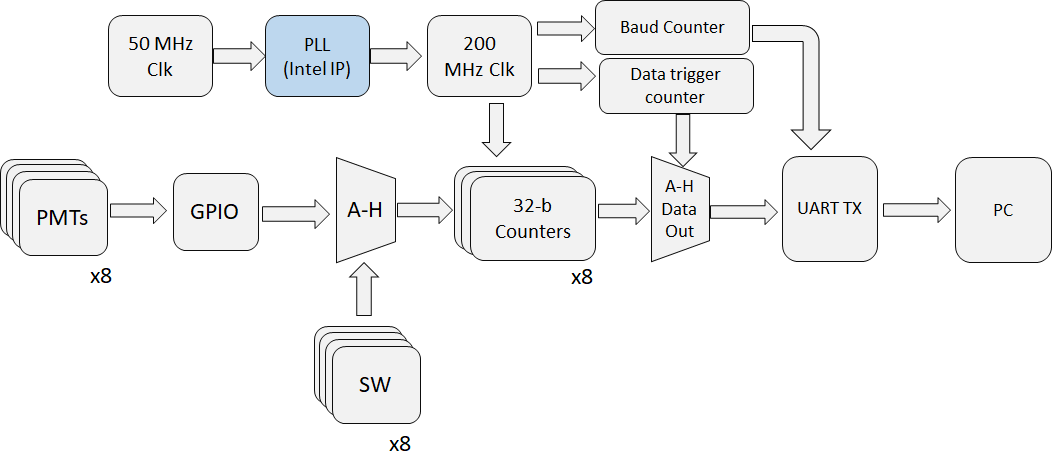 50 MHz
Clk
PLL
(Intel IP)
200
MHz Clk
Baud Counter
Data trigger
counter
PMTs
x8
GPIO
A-H
32-b
Counters
x8
A-H
Data
Out
UART TX
PC
SW
x8